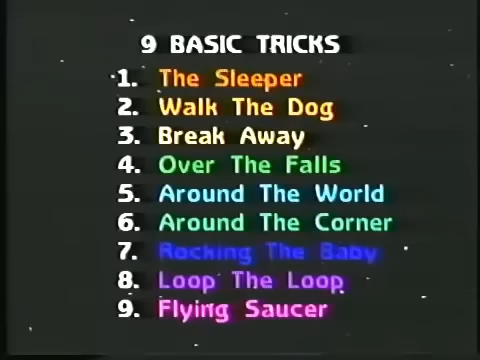 9 BASIC TRICKS
1. The Sleeper
2. Walk The Dog
3. Break Away
4. Over The Falls
5. Around The World
6. Around The Corner
7. Rocking The Baby
8. Loop The Loop
9. Flying Saucer